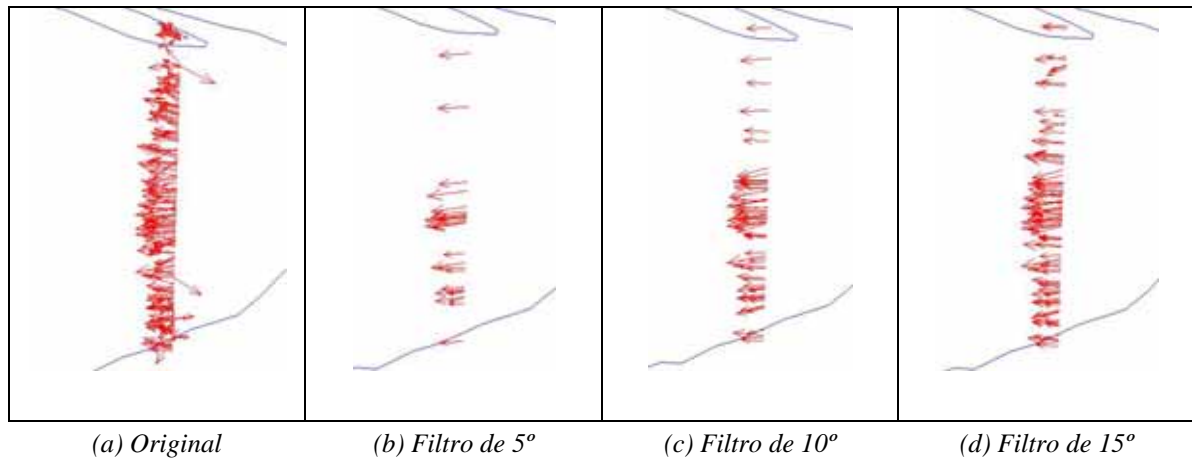 (a) Original
(b) Filtro de 5º
(c) Filtro de 10º
(d) Filtro de 15º